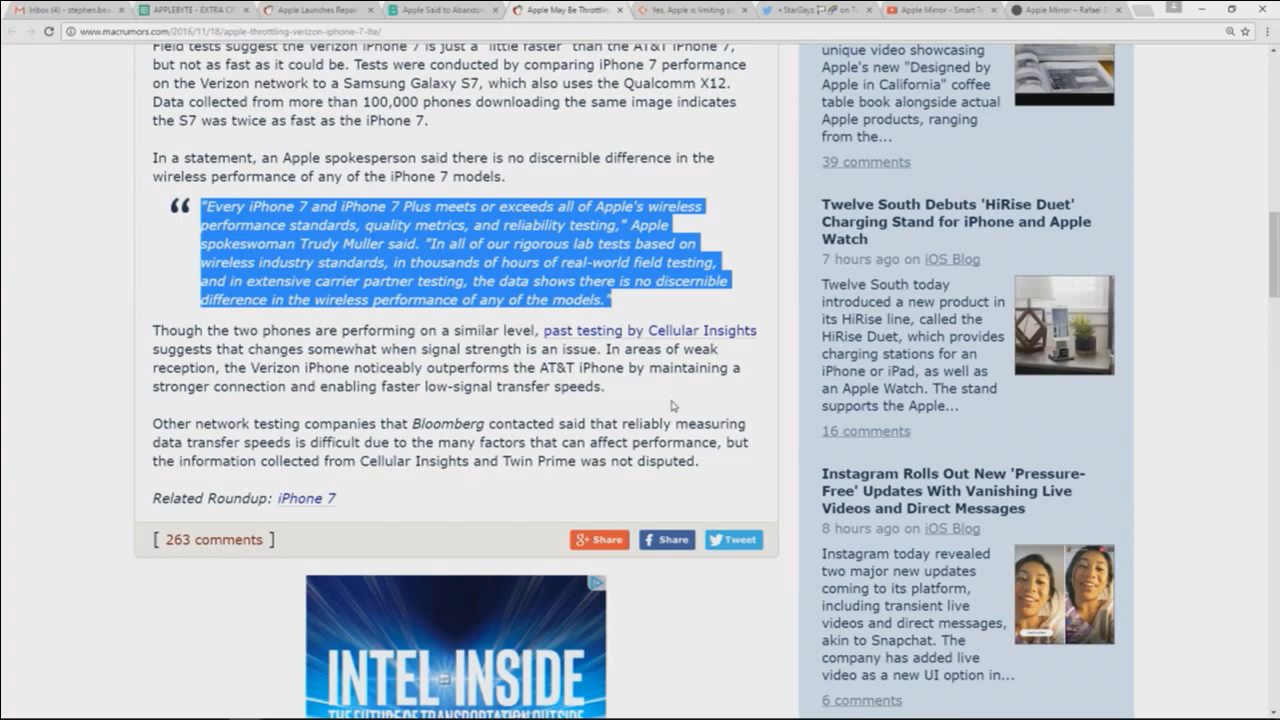 Inbox (4) - stephen.be
APPLEBYTE - EXTRA C
Apple Launches Repai
Apple Said to Abando
Apple May Be Throttli
Yes, Apple is limiting s
+ StarGayz
Apple Mirror - Smart T
Apple Mirror – Rafael D
www.macrumors.com/2016/11/18/apple-throttling-verizon-iphone-7-lte/
Field tests suggest the Verizon iPhone 7 is just a "little faster" than the AT&T iPhone 7,
but not as fast as it could be. Tests were conducted by comparing iPhone 7 performance
on the Verizon network to a Samsung Galaxy S7, which also uses the Qualcomm X12.
Data collected from more than 100,000 phones downloading the same image indicates
the S7 was twice as fast as the iPhone 7.
In a statement, an Apple spokesperson said there is no discernible difference in the
wireless performance of any of the iPhone 7 models.
"Every iPhone 7 and iPhone 7 Plus meets or exceeds all of Apple's wireless
performance standards, quality metrics, and reliability testing," Apple
spokeswoman Trudy Muller said. "In all of our rigorous lab tests based on
wireless industry standards, in thousands of hours of real-world field testing,
and in extensive carrier partner testing, the data shows there is no discernible
difference in the wireless performance of any of the models."
Though the two phones are performing on a similar level, past testing by Cellular Insights
suggests that changes somewhat when signal strength is an issue. In areas of weak
reception, the Verizon iPhone noticeably outperforms the AT&T iPhone by maintaining a
stronger connection and enabling faster low-signal transfer speeds.
Other network testing companies that Bloomberg contacted said that reliably measuring
data transfer speeds is difficult due to the many factors that can affect performance, but
the information collected from Cellular Insights and Twin Prime was not disputed.
Related Roundup: iPhone 7
[ 263 comments ]
g+ Share
f Share
Tweet
INTEL INSIDE
THE FUTURE OF TRANSPORTATION OUTSIDE
unique video showcasing
Apple's new "Designed by
Apple in California" coffee
table book alongside actual
Apple products, ranging
from the...
39 comments
Twelve South Debuts 'HiRise Duet'
Charging Stand for iPhone and Apple
Watch
7 hours ago on iOS Blog
Twelve South today
introduced a new product in
its HiRise line, called the
HiRise Duet, which provides
charging stations for an
iPhone or iPad, as well as
an Apple Watch. The stand
supports the Apple...
16 comments
Instagram Rolls Out New 'Pressure-
Free' Updates With Vanishing Live
Videos and Direct Messages
8 hours ago on iOS Blog
Instagram today revealed
two major new updates
coming to its platform,
including transient live
videos and direct messages,
akin to Snapchat. The
company has added live
video as a new UI option in...
6 comments